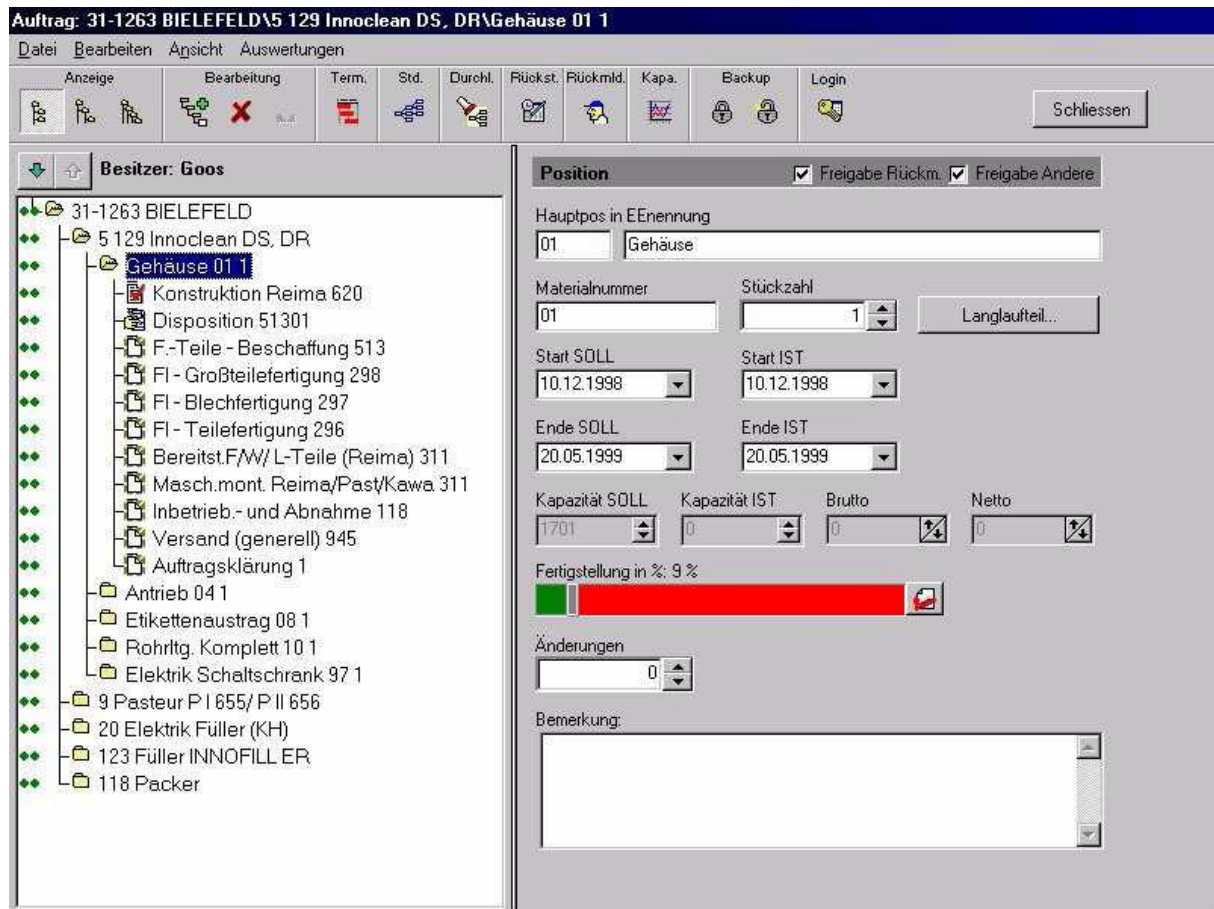 Auftrag: 31-1263 BIELEFELD\5 129 Innoclean DS, DR\Gehäuse 01 1
Datei Bearbeiten Ansicht Auswertungen
Anzeige Bearbeitung Term. Std. Durchl. Rückst. Rückmld. Kapa. Backup Login
Schliessen
Besitzer: Goos
31-1263 BIELEFELD
5 129 Innoclean DS, DR
Gehäuse 01 1
Konstruktion Reima 620
Disposition 51301
F.-Teile - Beschaffung 513
FI - Großteilefertigung 298
FI - Blechfertigung 297
FI - Teilefertigung 296
Bereitst.F/W/ L-Teile (Reima) 311
Masch.mont. Reima/Past/Kawa 311
Inbetrieb.- und Abnahme 118
Versand (generell) 945
Auftragsklärung 1
Antrieb 04 1
Etikettenaustrag 08 1
Rohrltg. Komplett 10 1
Elektrik Schaltschrank 97 1
9 Pasteur P I 655/ P II 656
20 Elektrik Füller (KH)
123 Füller INNOFILL ER
118 Packer
Position Freigabe Rückm. Freigabe Andere
Hauptpos in EEnennung
01 Gehäuse
Materialnummer Stückzahl
01 1 Langlaufteil...
Start SOLL Start IST
10.12.1998 10.12.1998
Ende SOLL Ende IST
20.05.1999 20.05.1999
Kapazität SOLL Kapazität IST Brutto Netto
1701 0 0 0
Fertigstellung in %: 9 %
Änderungen
0
Bemerkung: